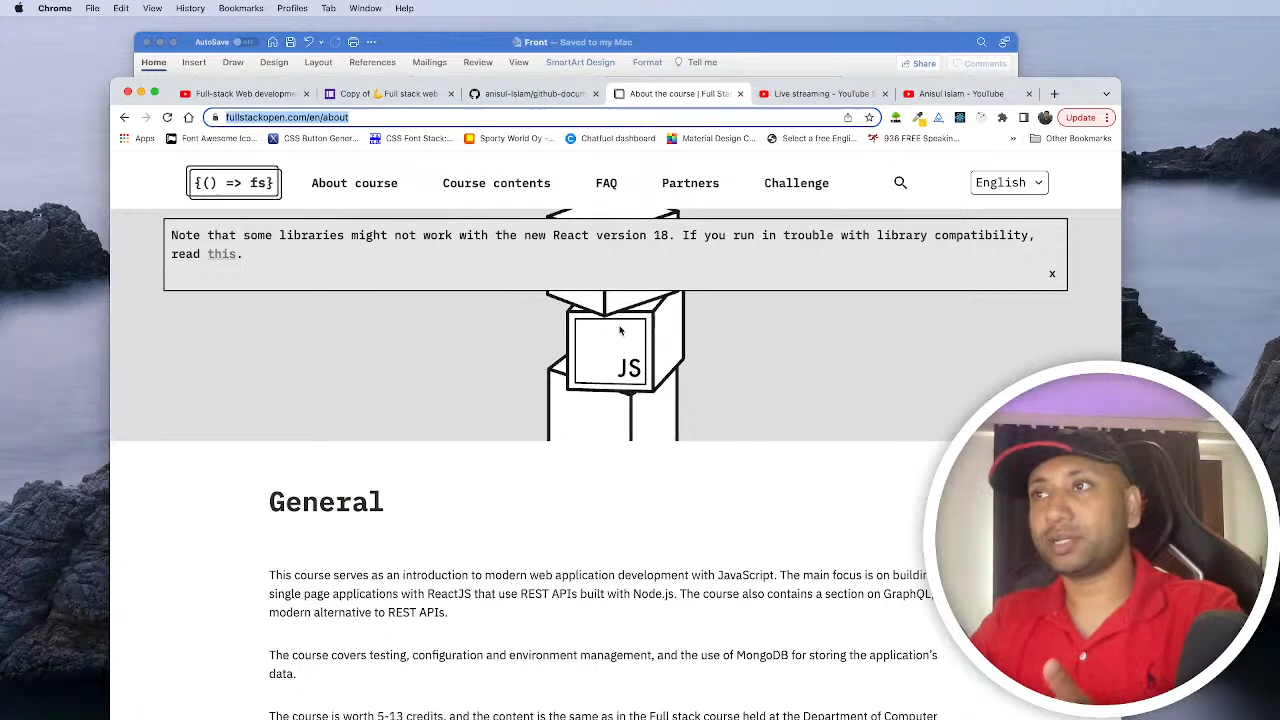 Chrome File Edit View History Bookmarks Profiles Tab Window Help
AutoSave Front — Saved to my Mac
Home Insert Draw Design Layout References Mailings Review View SmartArt Design Format Tell me Share Comments
Full-stack Web developme Copy of 💪 Full stack web anisul-islam/github-docum About the course | Full Sta Live streaming - YouTube S Anisul Islam - YouTube
fullstackopen.com/en/about Update
Apps Font Awesome Ico... CSS Button Gener... CSS Font Stack:... Sporty World Oy -... Chatfuel dashboard Material Design C... Select a free Engli... 936 FREE Speakin... » Other Bookmarks
{() => fs} About course Course contents FAQ Partners Challenge English
Note that some libraries might not work with the new React version 18. If you run in trouble with library compatibility,
read this.
x
JS
General
This course serves as an introduction to modern web application development with JavaScript. The main focus is on buildin
single page applications with ReactJS that use REST APIs built with Node.js. The course also contains a section on GraphQL,
modern alternative to REST APIs.
The course covers testing, configuration and environment management, and the use of MongoDB for storing the application's
data.
The course is worth 5-13 credits, and the content is the same as in the Full stack course held at the Department of Computer